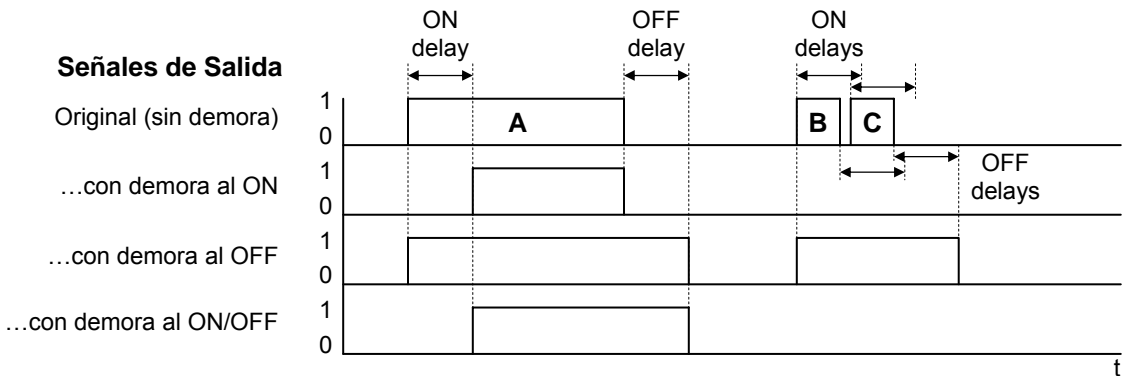 ON
delay
OFF
delay
ON
delays
Señales de Salida
Original (sin demora)
1
0
A
B
C
…con demora al ON
1
0
OFF
delays
…con demora al OFF
1
0
…con demora al ON/OFF
1
0
t